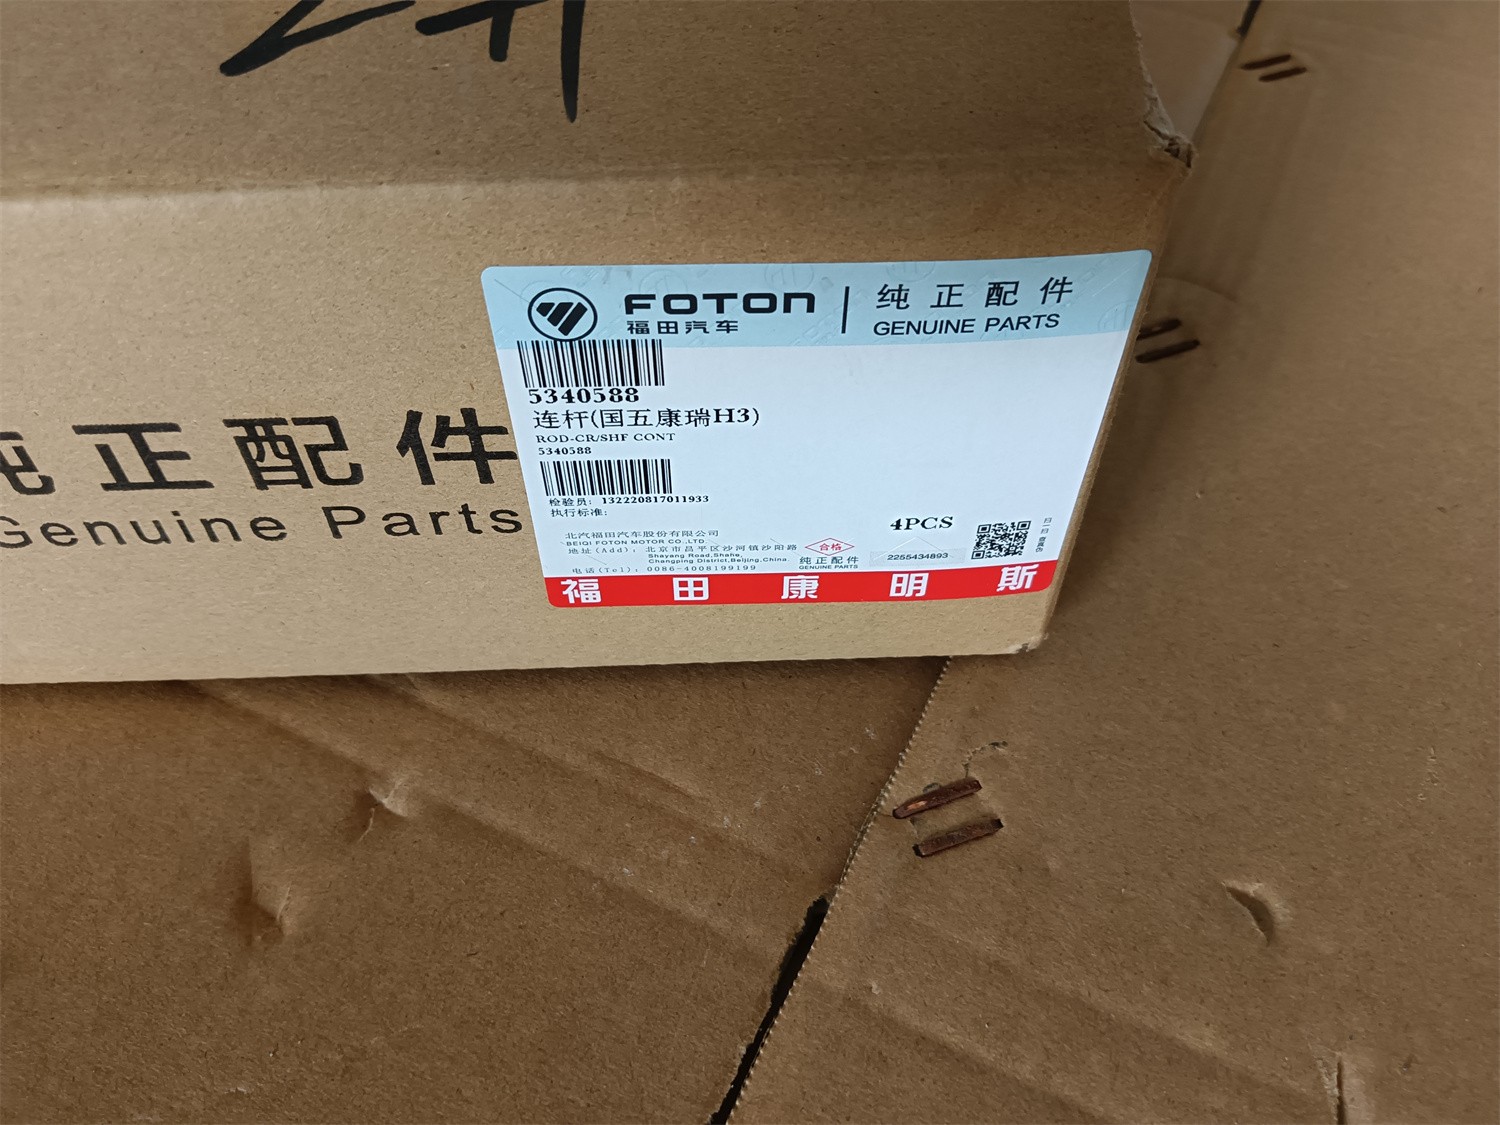 FOTON
福田汽车
纯正配件
GENUINE PARTS
5340588
连杆(国五康瑞H3)
ROD-CR/SHF CONT
5340588
检验员: 132220817011933
执行标准:
4PCS
北汽福田汽车股份有限公司
BEIQI FOTON MOTOR CO.,LTD
地址(Add): 北京市昌平区沙河镇沙阳路
Shayang Road,Shahe,
Changping District,Beijing,China.
电话(Tel): 0086-4008199199
合格
纯正配件
GENUINE PARTS
2255434893
福田康明斯
纯正配件
Genuine Parts